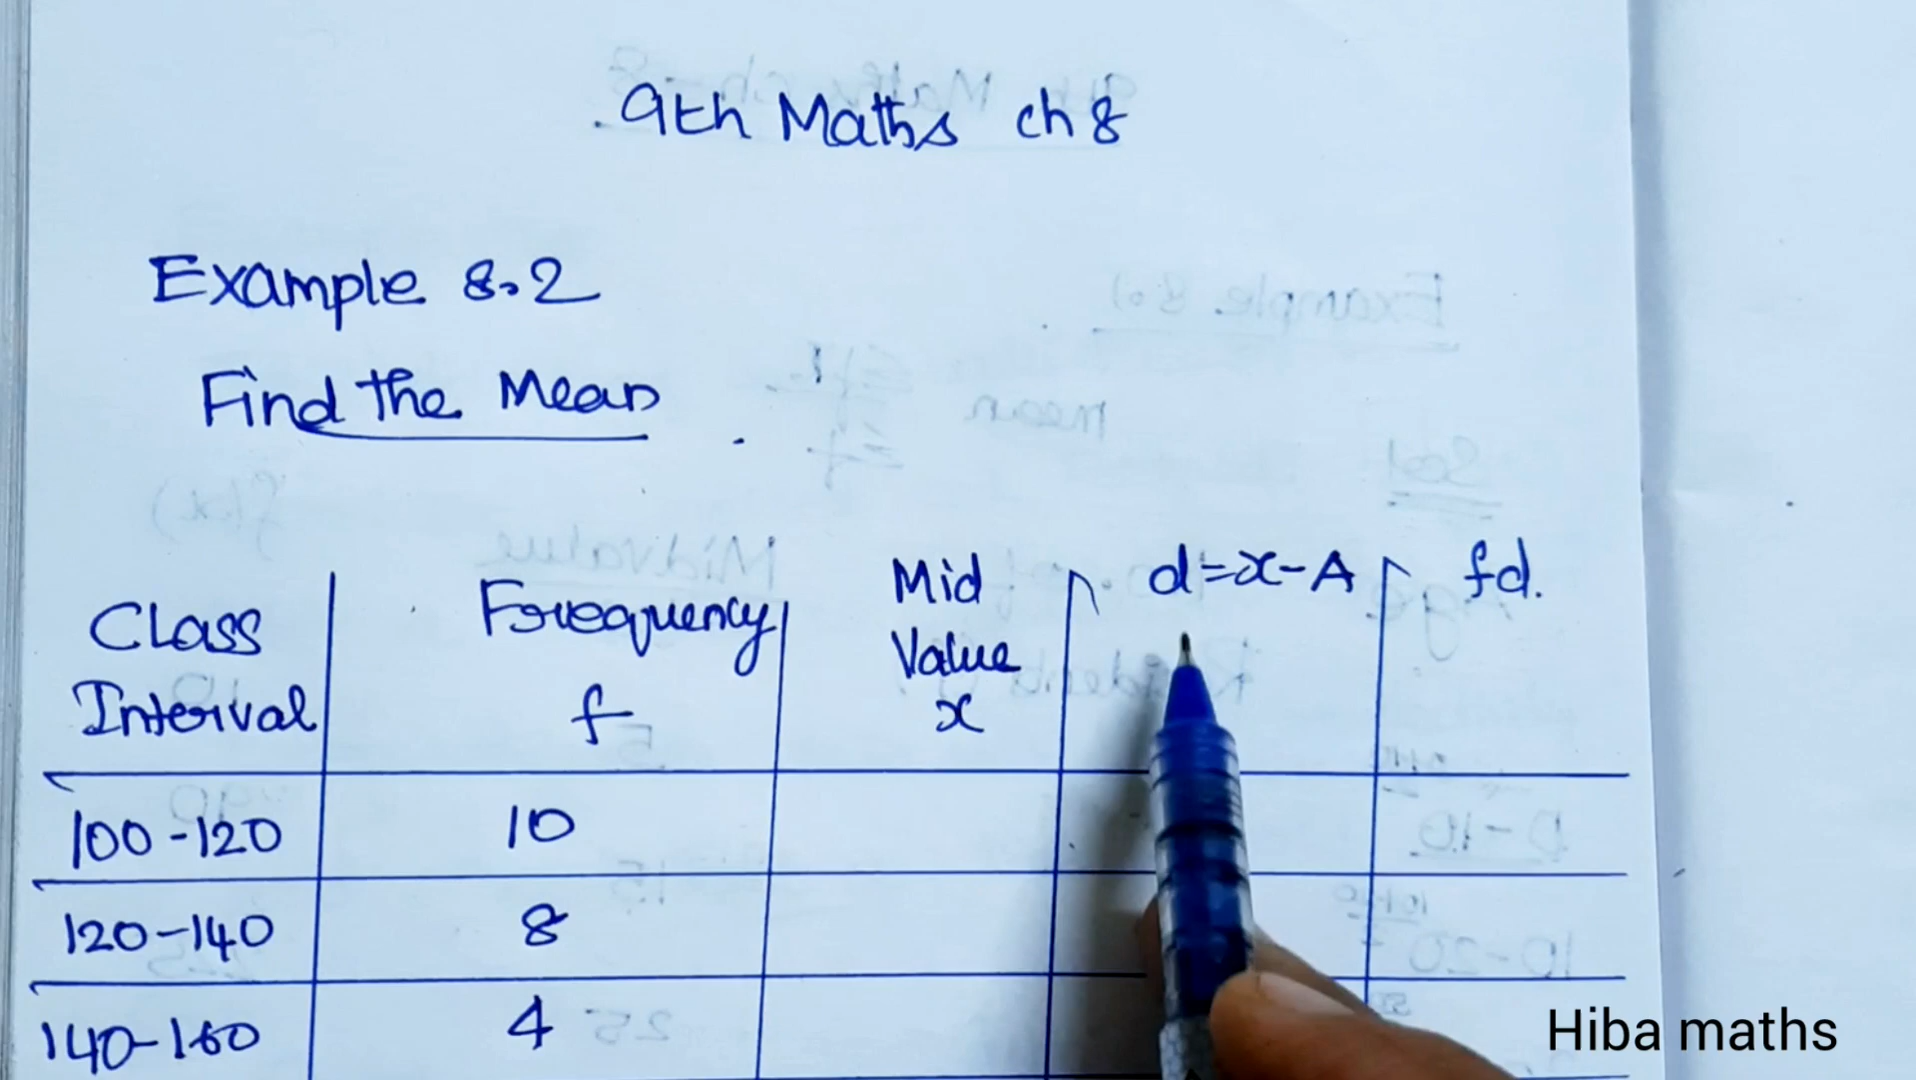 9th Maths ch 8
Example 8.2
Find the Mean
Class Interval
Frequency f
Mid Value x
d=x-A
fd.
100-120 10
120-140 8
140-160 4
Hiba maths